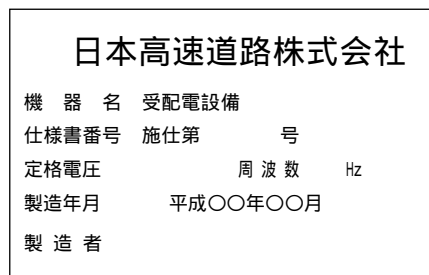 日本高速道路株式会社
機 器 名 受配電設備
仕様書番号 施仕第 号
定格電圧 周波数 Hz
製造年月 平成〇〇年〇〇月
製造者